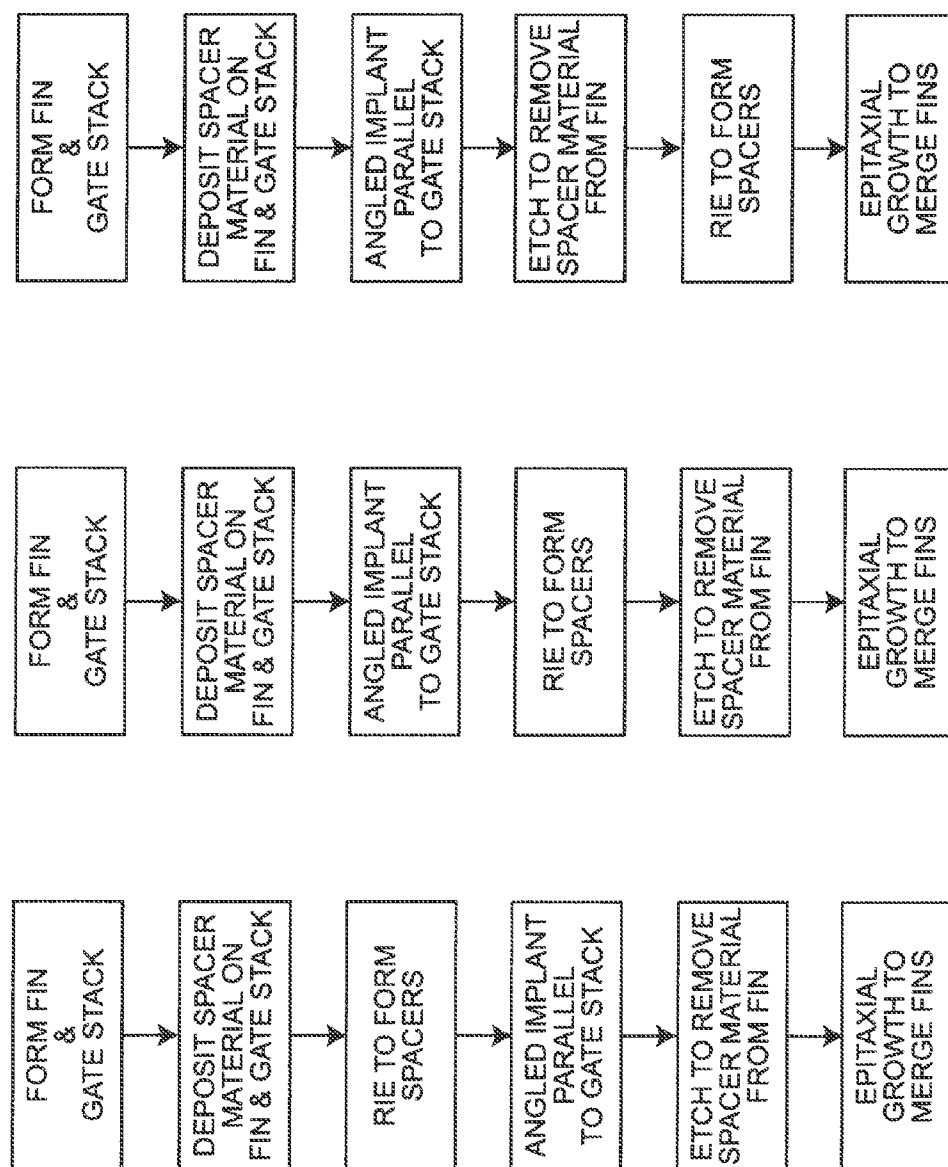 FORM FIN
&
GATE STACK
DEPOSIT SPACER
MATERIAL ON
FIN & GATE STACK
RIE TO FORM
SPACERS
ANGLED IMPLANT
PARALLEL
TO GATE STACK
ETCH TO REMOVE
SPACER MATERIAL
FROM FIN
EPITAXIAL
GROWTH TO
MERGE FINS
FORM FIN
&
GATE STACK
DEPOSIT SPACER
MATERIAL ON
FIN & GATE STACK
ANGLED IMPLANT
PARALLEL
TO GATE STACK
RIE TO FORM
SPACERS
ETCH TO REMOVE
SPACER MATERIAL
FROM FIN
EPITAXIAL
GROWTH TO
MERGE FINS
FORM FIN
&
GATE STACK
DEPOSIT SPACER
MATERIAL ON
FIN & GATE STACK
ANGLED IMPLANT
PARALLEL
TO GATE STACK
ETCH TO REMOVE
SPACER MATERIAL
FROM FIN
RIE TO FORM
SPACERS
EPITAXIAL
GROWTH TO
MERGE FINS